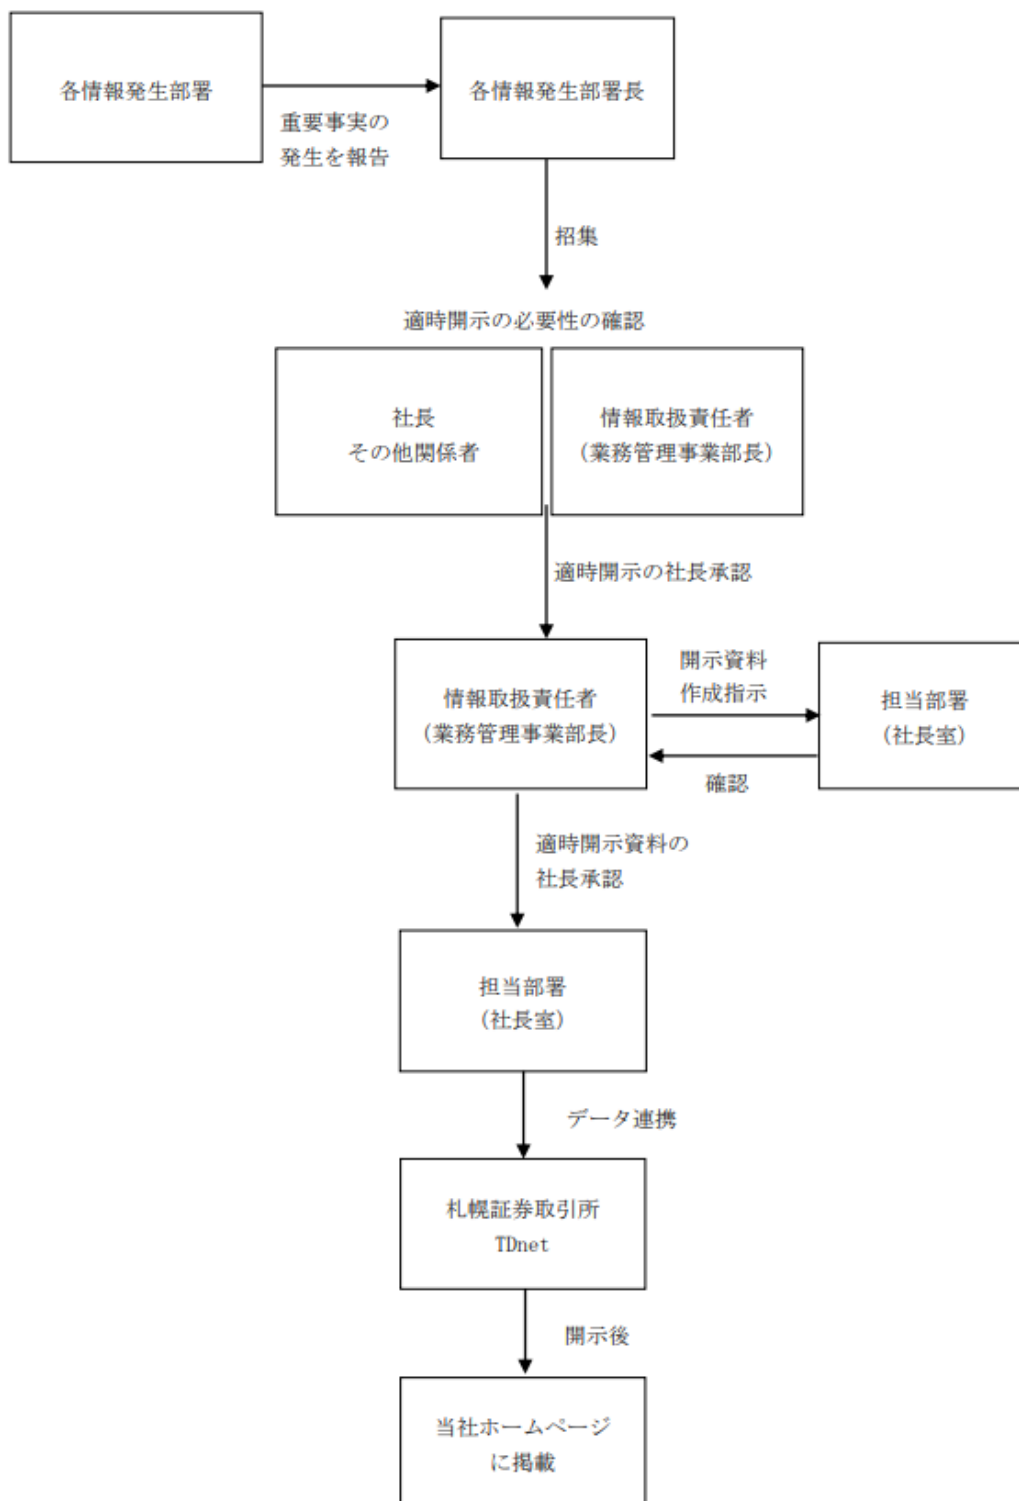 各情報発生部署
各情報発生部署長
重要事実の
発生を報告
招集
適時開示の必要性の確認
社長
その他関係者
情報取扱責任者
（業務管理事業部長）
適時開示の社長承認
情報取扱責任者
（業務管理事業部長）
開示資料
作成指示
担当部署
（社長室）
確認
適時開示資料の
社長承認
担当部署
（社長室）
データ連携
札幌証券取引所
TDnet
開示後
当社ホームページ
に掲載